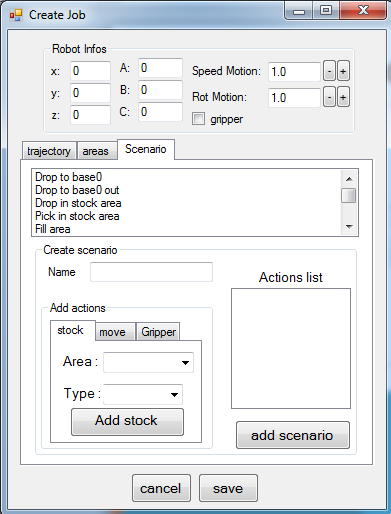 Create Job
Robot Infos
x: 0 A: 0 Speed Motion: 1.0 - +
y: 0 B: 0 Rot Motion: 1.0 - +
z: 0 C: 0 gripper
trajectory areas Scenario
Drop to base0
Drop to base0 out
Drop in stock area
Pick in stock area
Fill area
Create scenario
Name
Actions list
Add actions
stock move Gripper
Area :
Type :
Add stock
add scenario
cancel save